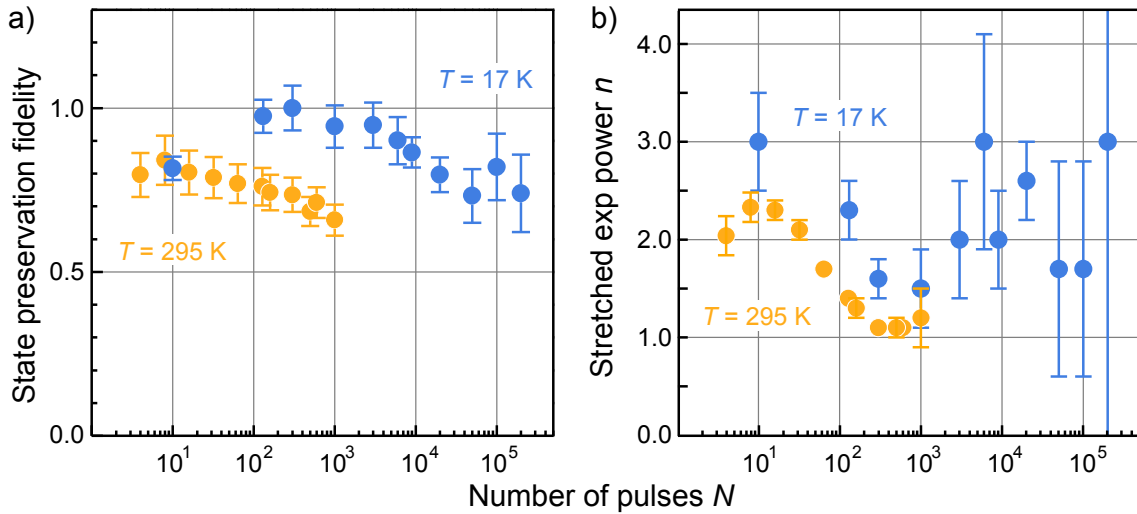 a)
State preservation fidelity
1.0
0.5
0.0
T = 17 K
T = 295 K
10^1
10^2
10^3
10^4
10^5
b)
Stretched exp power n
4.0
3.0
2.0
1.0
0.0
T = 17 K
T = 295 K
10^1
10^2
10^3
10^4
10^5
Number of pulses N